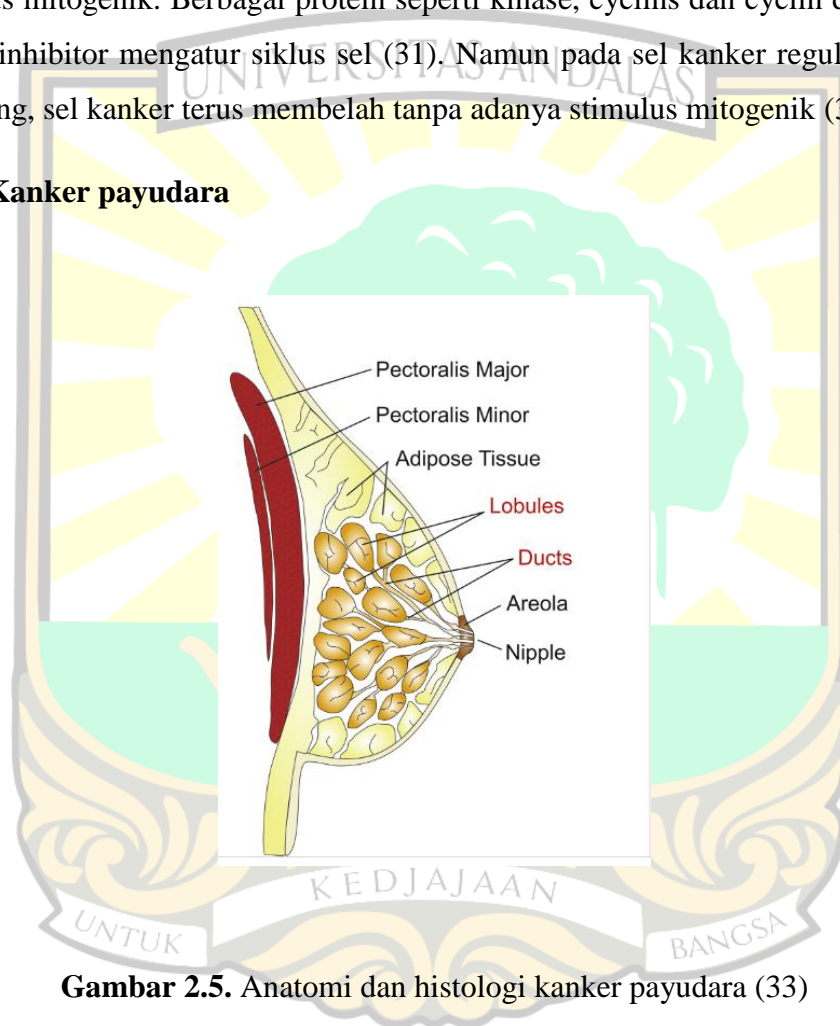 mitogenik. Berbagai protein seperti kinase, cyclins dan cyclin
inhibitor mengatur siklus sel (31). Namun pada sel kanker
UNIVERSITAS ANDALAS
sel kanker terus membelah tanpa adanya stimulus mitogenik
Kanker payudara
Pectoralis Major
Pectoralis Minor
Adipose Tissue
Lobules
Ducts
Areola
Nipple
KEDJAJAAN
UNTUK
BANGSA
Gambar 2.5. Anatomi dan histologi kanker payudara (33)